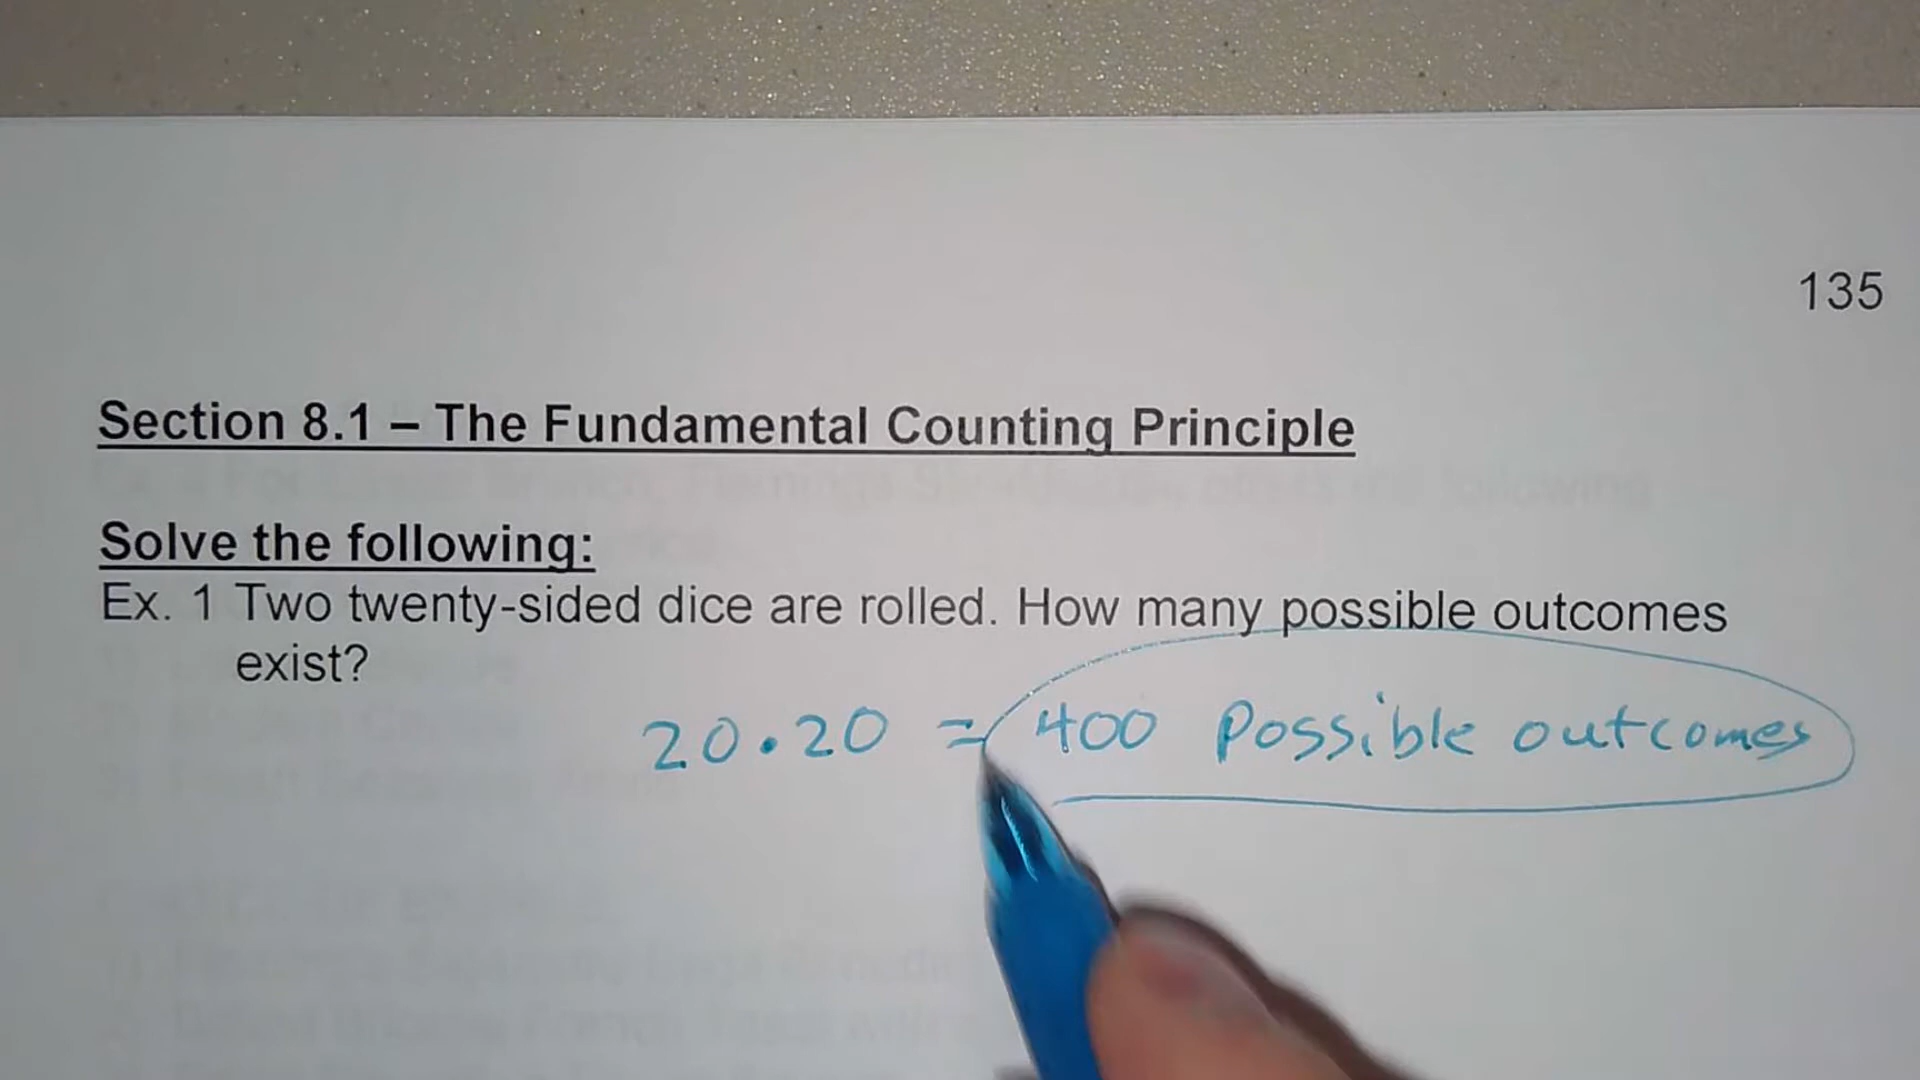 135
Section 8.1 – The Fundamental Counting Principle
Solve the following:
Ex. 1 Two twenty-sided dice are rolled. How many possible outcomes
exist?
20 · 20 = 400 Possible outcomes